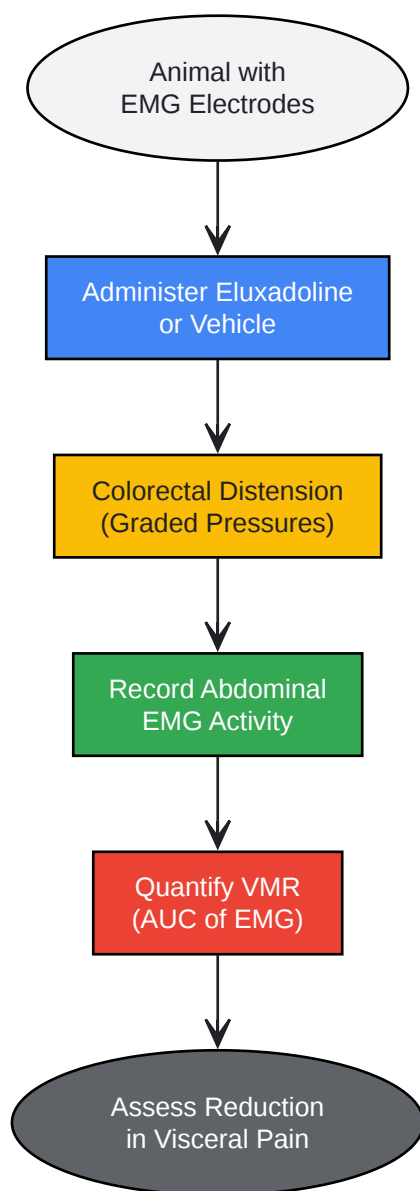 Animal with
EMG Electrodes
Administer Eluxadoline
or Vehicle
Colorectal Distension
(Graded Pressures)
Record Abdominal
EMG Activity
Quantify VMR
(AUC of EMG)
Assess Reduction
in Visceral Pain